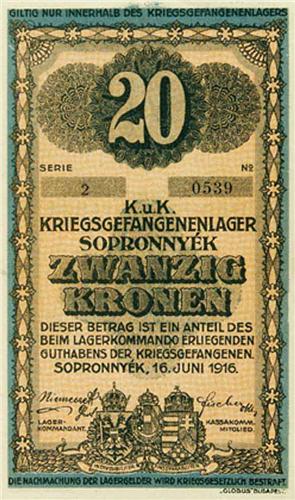 GILTIG NUR INNERHALB DES KRIEGSGEFANGENENLAGERS
20
SERIE No
2 0539
K.u.K.
KRIEGSGEFANGENENLAGER
SOPRONNYÉK
ZWANZIG
KRONEN
DIESER BETRAG IST EIN ANTEIL DES
BEIM LAGERKOMMANDO ERLIEGENDEN
GUTHABENS DER KRIEGSGEFANGENEN.
SOPRONNYÉK, 16. JUNI 1916.
LAGER-
KOMMANDANT.
KASSAKOMM.
MITGLIED.
DIE NACHMACHUNG DER LAGERGELDER WIRD KRIEGSGESETZLICH BESTRAFT.
"GLOBUS" BUDAPEST.